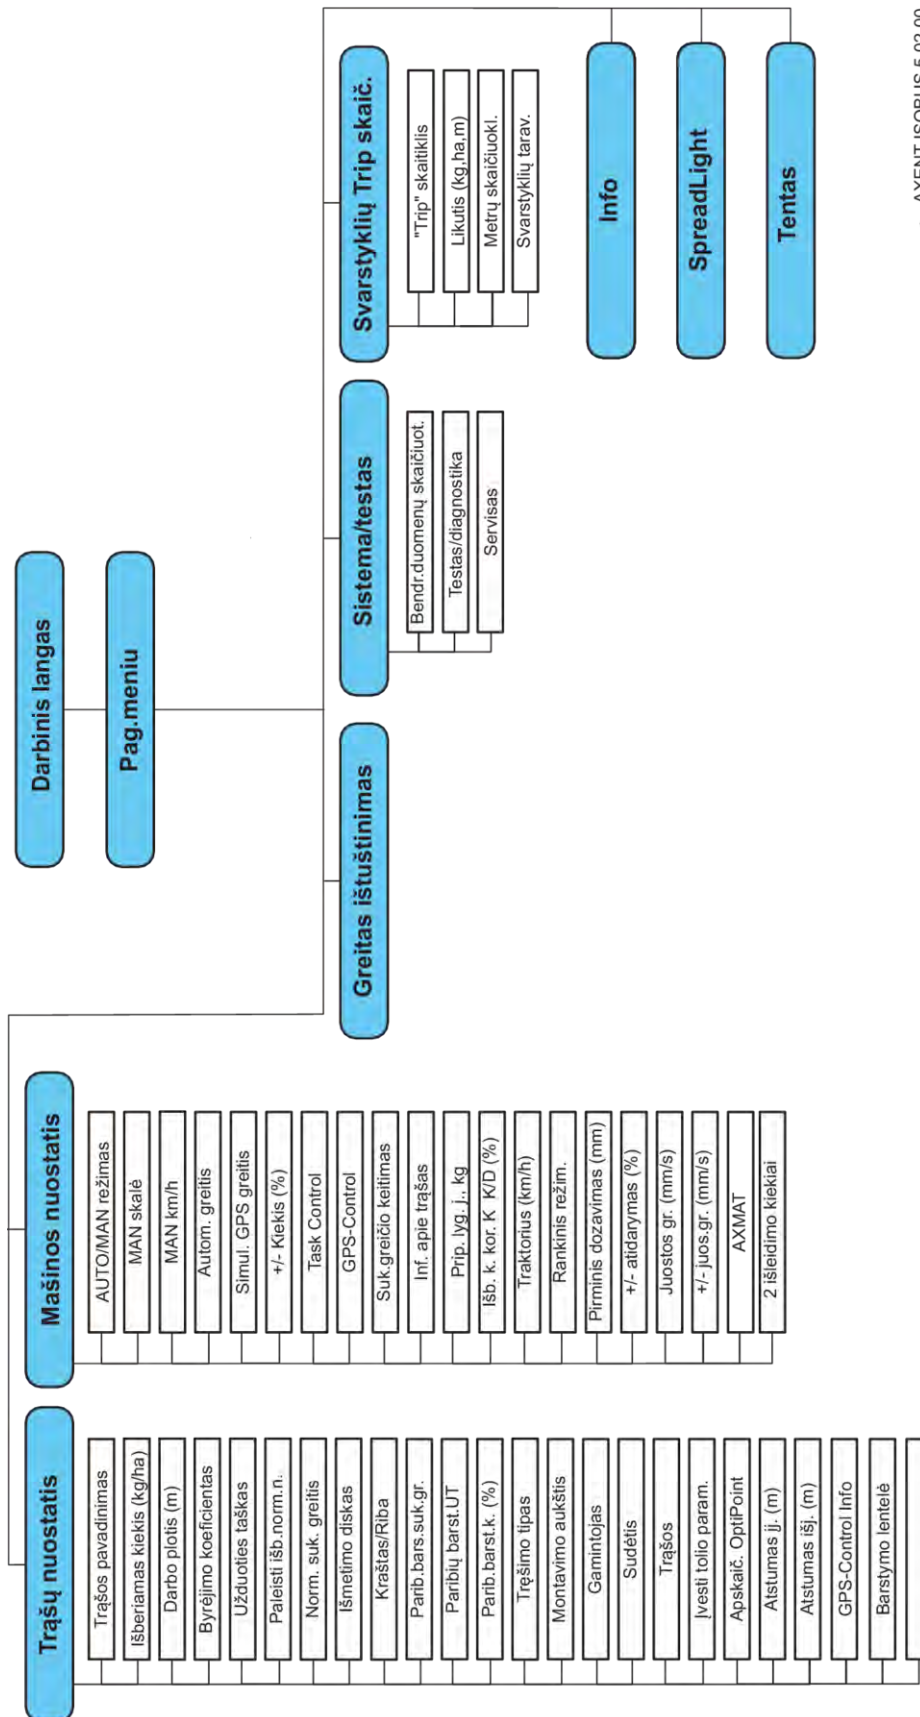 Darbinis langas
Pag.meniu
Trąšų nuostatis
Trąšos pavadinimas
Išberiamas kiekis (kg/ha)
Darbo plotis (m)
Byrėjimo koeficientas
Užduoties taškas
Paleisti išb.norm.n.
Norm. suk. greitis
Išmetimo diskas
Kraštas/Riba
Parib.bars.suk.gr.
Paribių barst.UT
Parib.barst.k. (%)
Tręšimo tipas
Montavimo aukštis
Gamintojas
Sudėtis
Trąšos
Įvesti tolio param.
Apskaič. OptiPoint
Atstumas įj. (m)
Atstumas išj. (m)
GPS-Control Info
Barstymo lentelė
Mašinos nuostatis
AUTO/MAN režimas
MAN skalė
MAN km/h
Autom. greitis
Simul. GPS greitis
+/- Kiekis (%)
Task Control
GPS-Control
Suk.greičio keitimas
Inf. apie trąšas
Prip. lyg. j., kg
Išb. k. kor. K K/D (%)
Traktorius (km/h)
Rankinis režim.
Pirminis dozavimas (mm)
+/- atidarymas (%)
Juostos gr. (mm/s)
+/- juos.gr. (mm/s)
AXMAT
2 išleidimo kiekiai
Greitas ištuštinimas
Sistema/testas
Bendr.duomenų skaičiuot.
Testas/diagnostika
Servisas
Svarstyklių Trip skaič.
"Trip" skaitiklis
Likutis (kg,ha,m)
Metrų skaičiuokl.
Svarstyklių tarav.
Info
SpreadLight
Tentas
AXENT ISOBUS 5.02.00